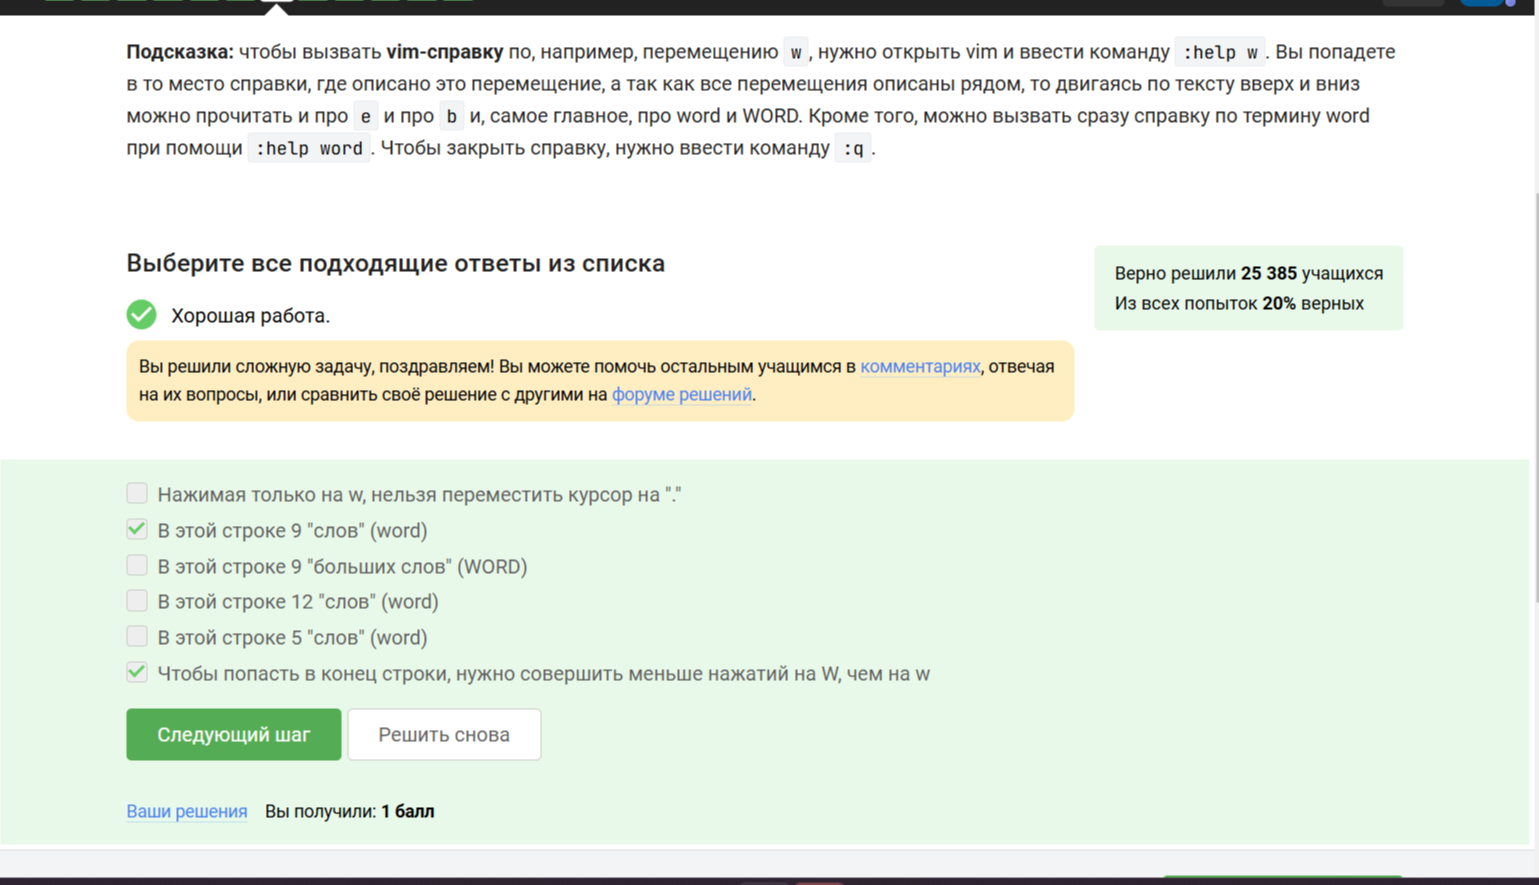 Подсказка: чтобы вызвать vim-справку по, например, перемещению w, нужно открыть vim и ввести команду :help w. Вы попадете
в то место справки, где описано это перемещение, а так как все перемещения описаны рядом, то двигаясь по тексту вверх и вниз
можно прочитать и про e и про b и, самое главное, про word и WORD. Кроме того, можно вызвать сразу справку по термину word
при помощи :help word. Чтобы закрыть справку, нужно ввести команду :q.
Выберите все подходящие ответы из списка
Верно решили 25 385 учащихся
Из всех попыток 20% верных
Хорошая работа.
Вы решили сложную задачу, поздравляем! Вы можете помочь остальным учащимся в комментариях, отвечая
на их вопросы, или сравнить своё решение с другими на форуме решений.
Нажимая только на w, нельзя переместить курсор на "."
В этой строке 9 "слов" (word)
В этой строке 9 "больших слов" (WORD)
В этой строке 12 "слов" (word)
В этой строке 5 "слов" (word)
Чтобы попасть в конец строки, нужно совершить меньше нажатий на W, чем на w
Следующий шаг
Решить снова
Ваши решения Вы получили: 1 балл